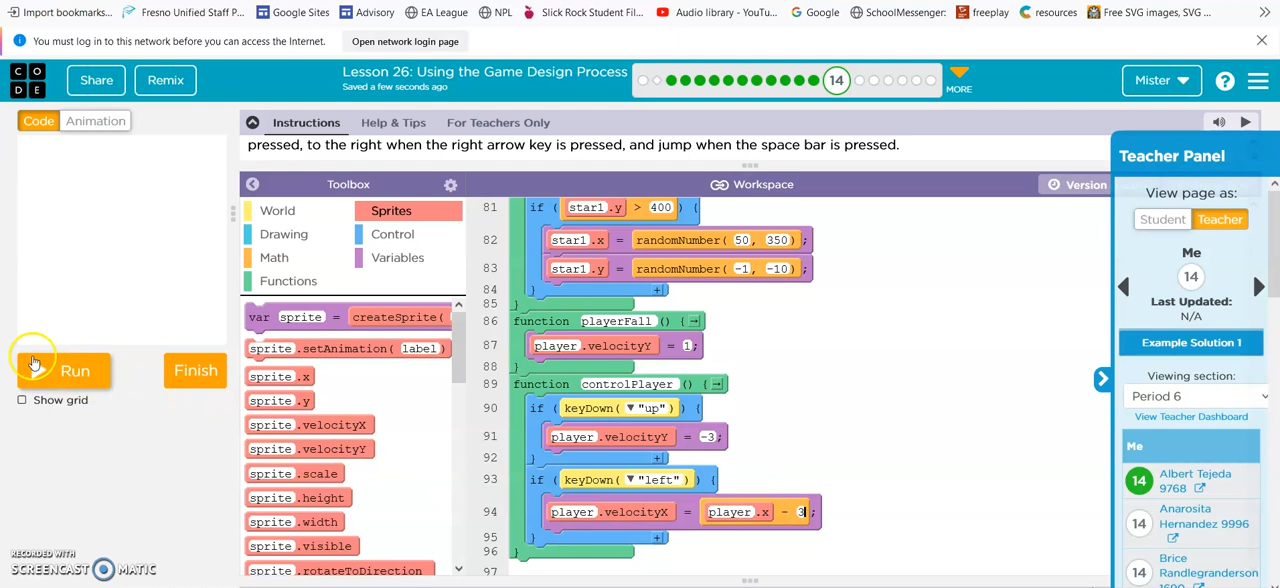 Import bookmarks... Fresno Unified Staff P... Google Sites Advisory EA League NPL Slick Rock Student Fil... Audio library - YouTu... Google SchoolMessenger: freeplay resources Free SVG images, SVG ...
You must log in to this network before you can access the Internet. Open network login page
CODE
Share
Remix
Lesson 26: Using the Game Design Process
Saved a few seconds ago
14
MORE
Mister
?
Code Animation
Instructions Help & Tips For Teachers Only
pressed, to the right when the right arrow key is pressed, and jump when the space bar is pressed.
Run
Finish
Show grid
Toolbox
World Sprites
Drawing Control
Math Variables
Functions
var sprite = createSprite(
sprite.setAnimation( label )
sprite.x
sprite.y
sprite.velocityX
sprite.velocityY
sprite.scale
sprite.height
sprite.width
sprite.visible
sprite.rotateToDirection
Workspace
Version
81 if ( star1.y > 400 ) {
82 star1.x = randomNumber( 50, 350) ;
83 star1.y = randomNumber( -1, -10) ;
84 }
85 }
86 function playerFall () {
87 player.velocityY = 1;
88 }
89 function controlPlayer () {
90 if ( keyDown( "up") ) {
91 player.velocityY = -3;
92 }
93 if ( keyDown( "left") ) {
94 player.velocityX = player.x - 3 ;
95 }
96 }
97
Teacher Panel
View page as:
Student Teacher
Me
14
Last Updated:
N/A
Example Solution 1
Viewing section:
Period 6
View Teacher Dashboard
Me
14 Albert Tejeda
9768
14 Anarosita
Hernandez 9996
14 Brice
Randlegranderson
RECORDED WITH
SCREENCAST MATIC